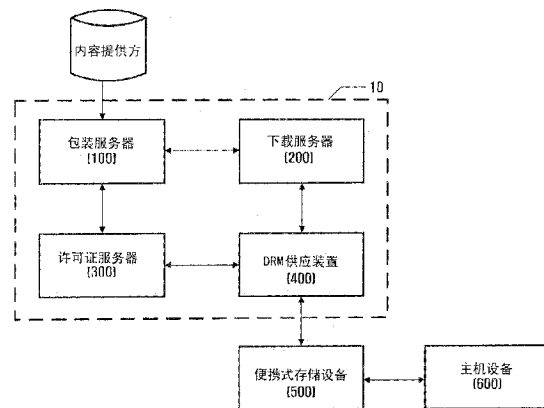 内容提供方
10
包装服务器
(100)
下载服务器
(200)
许可证服务器
(300)
DRM供应装置
(400)
便携式存储设备
(500)
主机设备
(600)